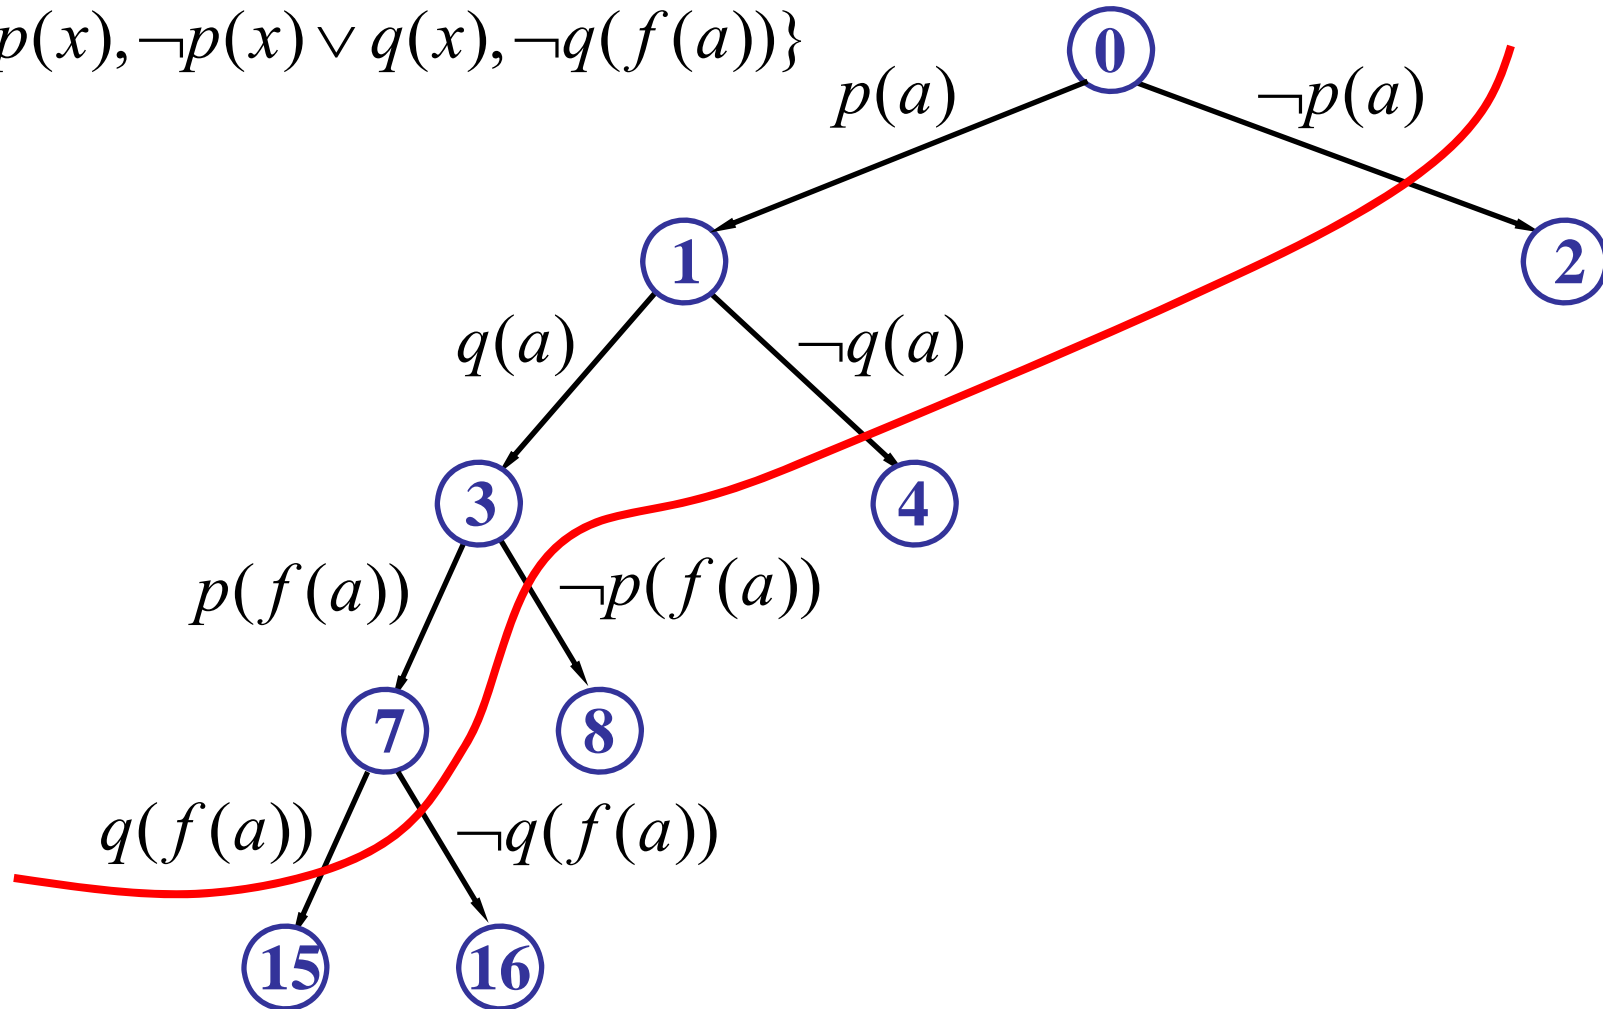 p(x), ¬p(x) ∨ q(x), ¬q(f(a))}
0
p(a)
¬p(a)
1
2
q(a)
¬q(a)
3
4
p(f(a))
¬p(f(a))
7
8
q(f(a))
¬q(f(a))
15
16